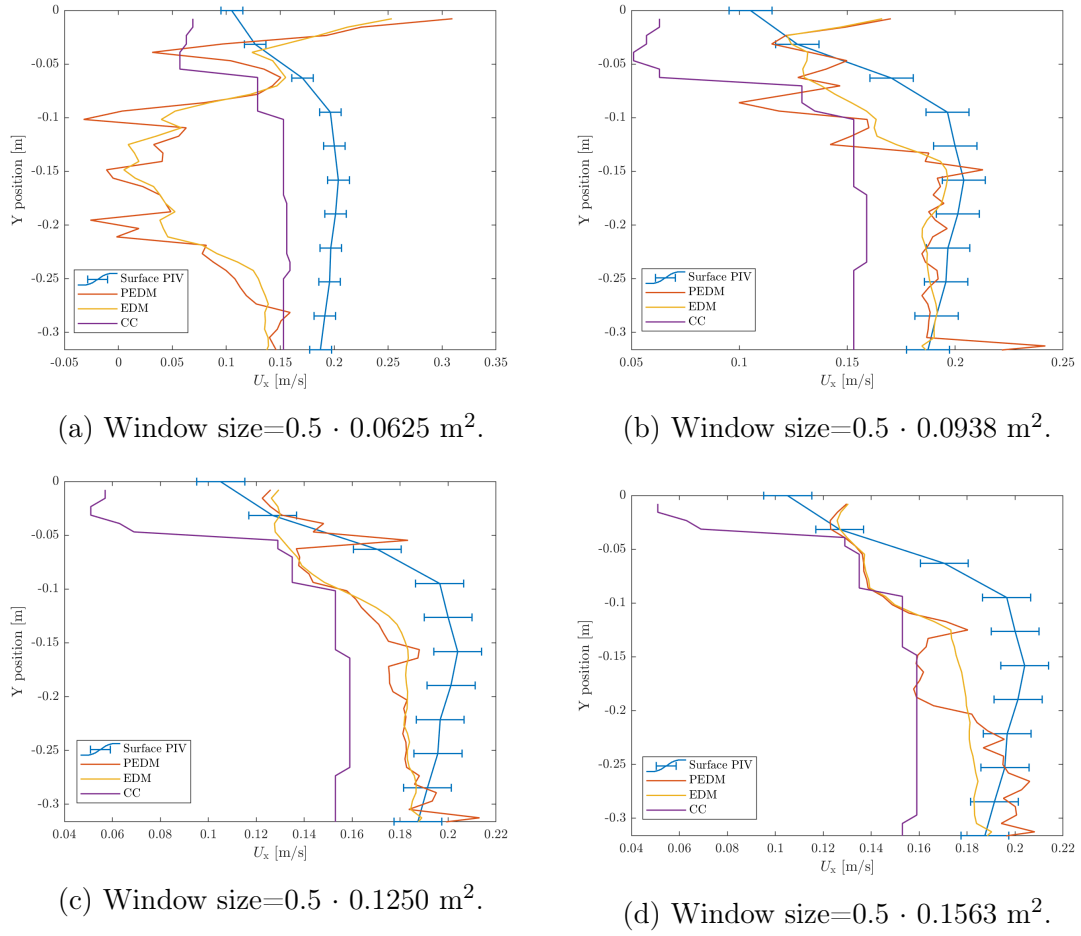 0
-0.05
-0.1
-0.15
-0.2
-0.25
-0.3
Y position [m]
Surface PIV
PEDM
EDM
CC
-0.05 0 0.05 0.1 0.15 0.2 0.25 0.3 0.35
Uₓ [m/s]
(a) Window size=0.5 · 0.0625 m².
0
-0.05
-0.1
-0.15
-0.2
-0.25
-0.3
Y position [m]
Surface PIV
PEDM
EDM
CC
0.05 0.1 0.15 0.2 0.25
Uₓ [m/s]
(b) Window size=0.5 · 0.0938 m².
0
-0.05
-0.1
-0.15
-0.2
-0.25
-0.3
Y position [m]
Surface PIV
PEDM
EDM
CC
0.04 0.06 0.08 0.1 0.12 0.14 0.16 0.18 0.2 0.22
Uₓ [m/s]
(c) Window size=0.5 · 0.1250 m².
0
-0.05
-0.1
-0.15
-0.2
-0.25
-0.3
Y position [m]
Surface PIV
PEDM
EDM
CC
0.04 0.06 0.08 0.1 0.12 0.14 0.16 0.18 0.2 0.22
Uₓ [m/s]
(d) Window size=0.5 · 0.1563 m².